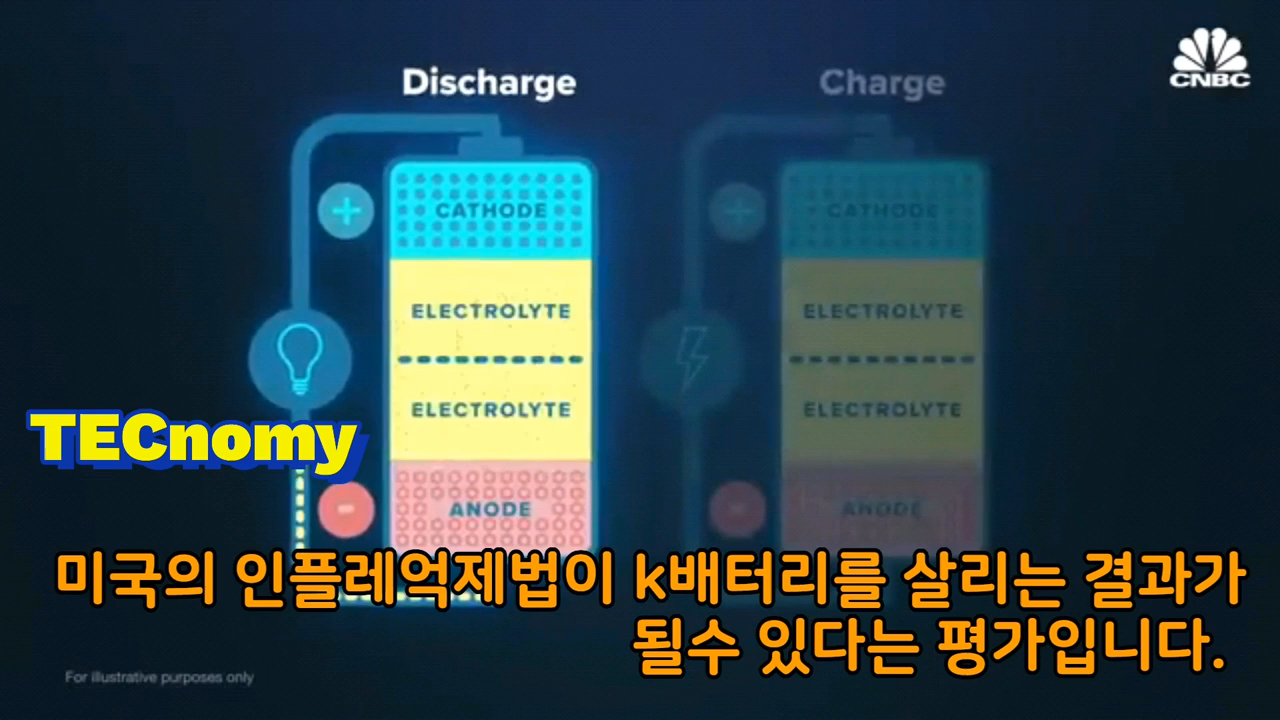 Discharge
Charge
CNBC
+
+
CATHODE
CATHODE
ELECTROLYTE
ELECTROLYTE
ELECTROLYTE
ELECTROLYTE
TECnomy
-
-
ANODE
ANODE
미국의 인플레억제법이 k배터리를 살리는 결과가
될수 있다는 평가입니다.
For illustrative purposes only